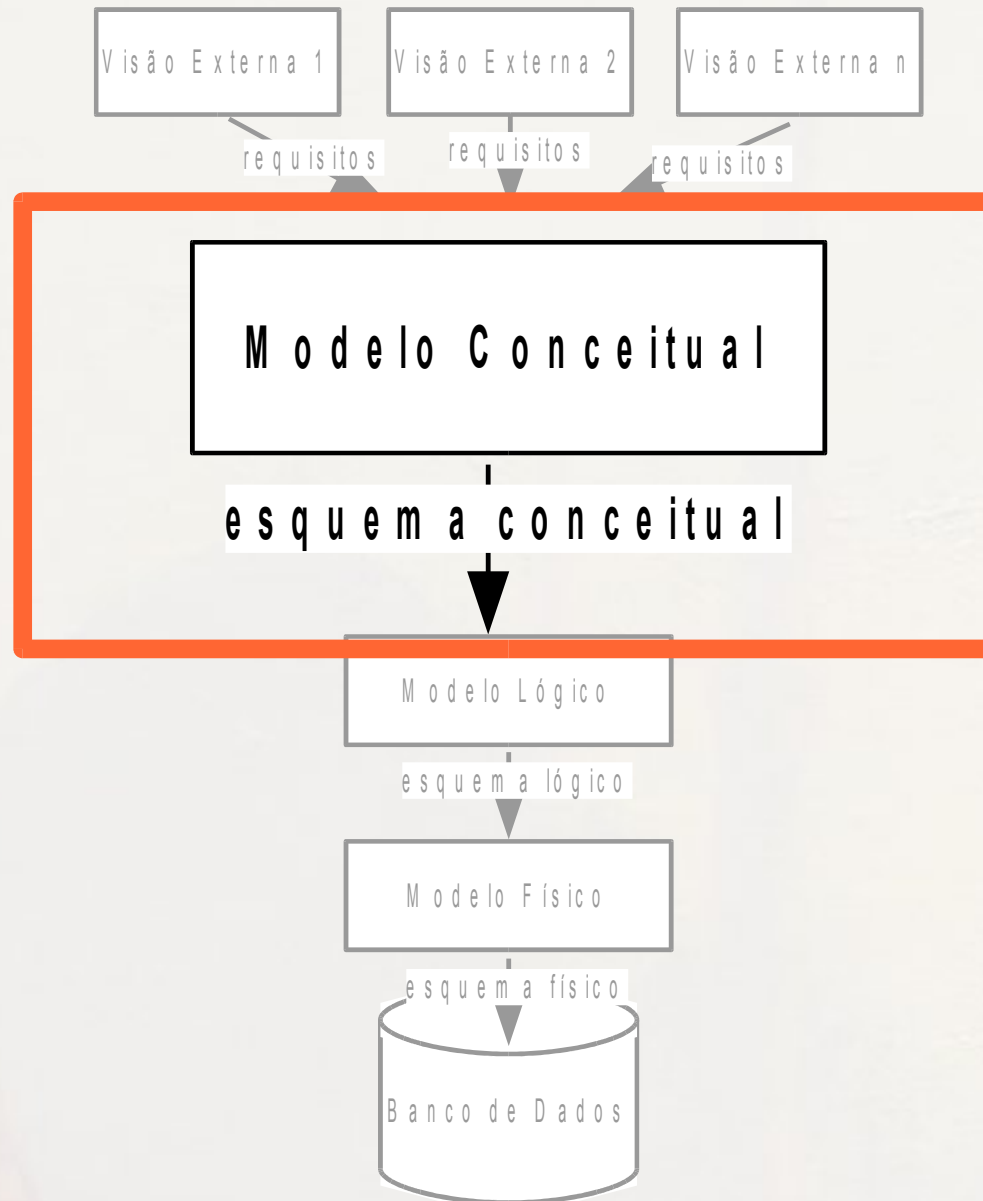 Visão Externa 1
Visão Externa 2
Visão Externa n
requisitos
requisitos
requisitos
Modelo Conceitual
esquema conceitual
Modelo Lógico
esquema lógico
Modelo Físico
esquema físico
Banco de Dados